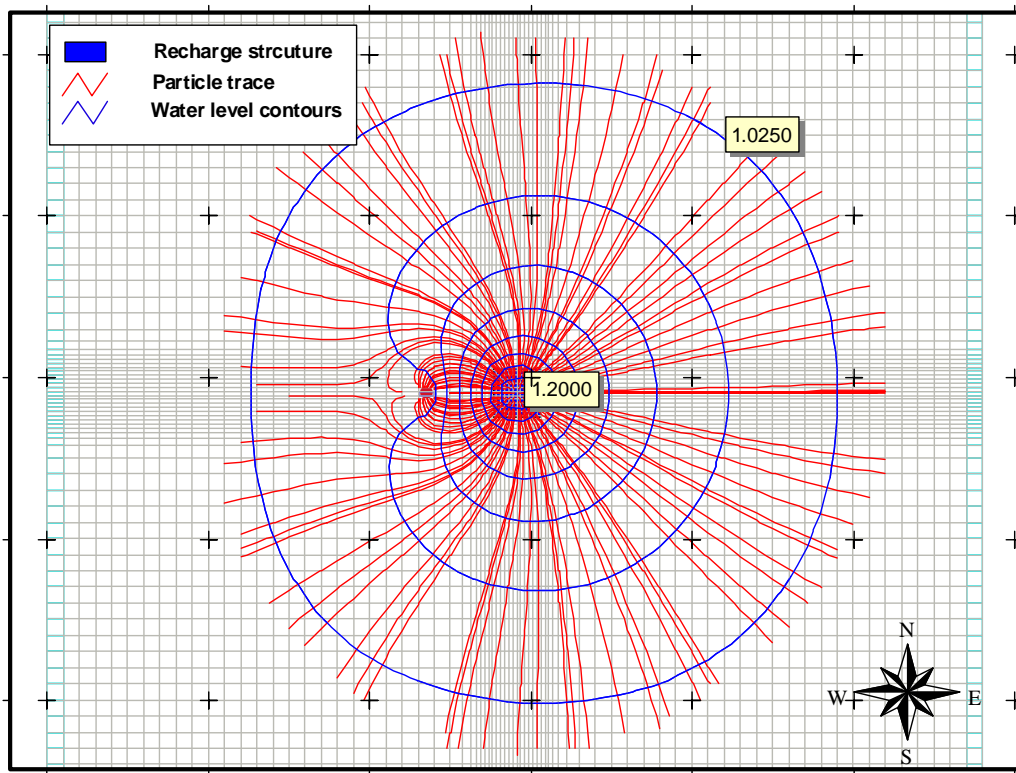 Recharge strcuture
Particle trace
Water level contours
1.0250
1.2000
N
W
E
S